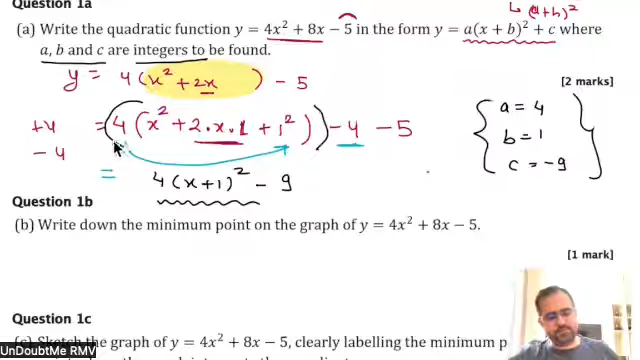 Question 1a
↳ (a+b)²
(a) Write the quadratic function y = 4x² + 8x − 5 in the form y = a(x + b)² + c where
a, b and c are integers to be found.
y = 4(x² + 2x ) − 5
[2 marks]
+4 = (4(x² + 2·x·1 + 1²)) − 4 − 5
− 4
a = 4
b = 1
c = −9
= 4(x+1)² − 9
Question 1b
(b) Write down the minimum point on the graph of y = 4x² + 8x − 5.
[1 mark]
Question 1c
(c) Sketch the graph of y = 4x² + 8x − 5, clearly labelling the minimum p
UnDoubtMe RMV